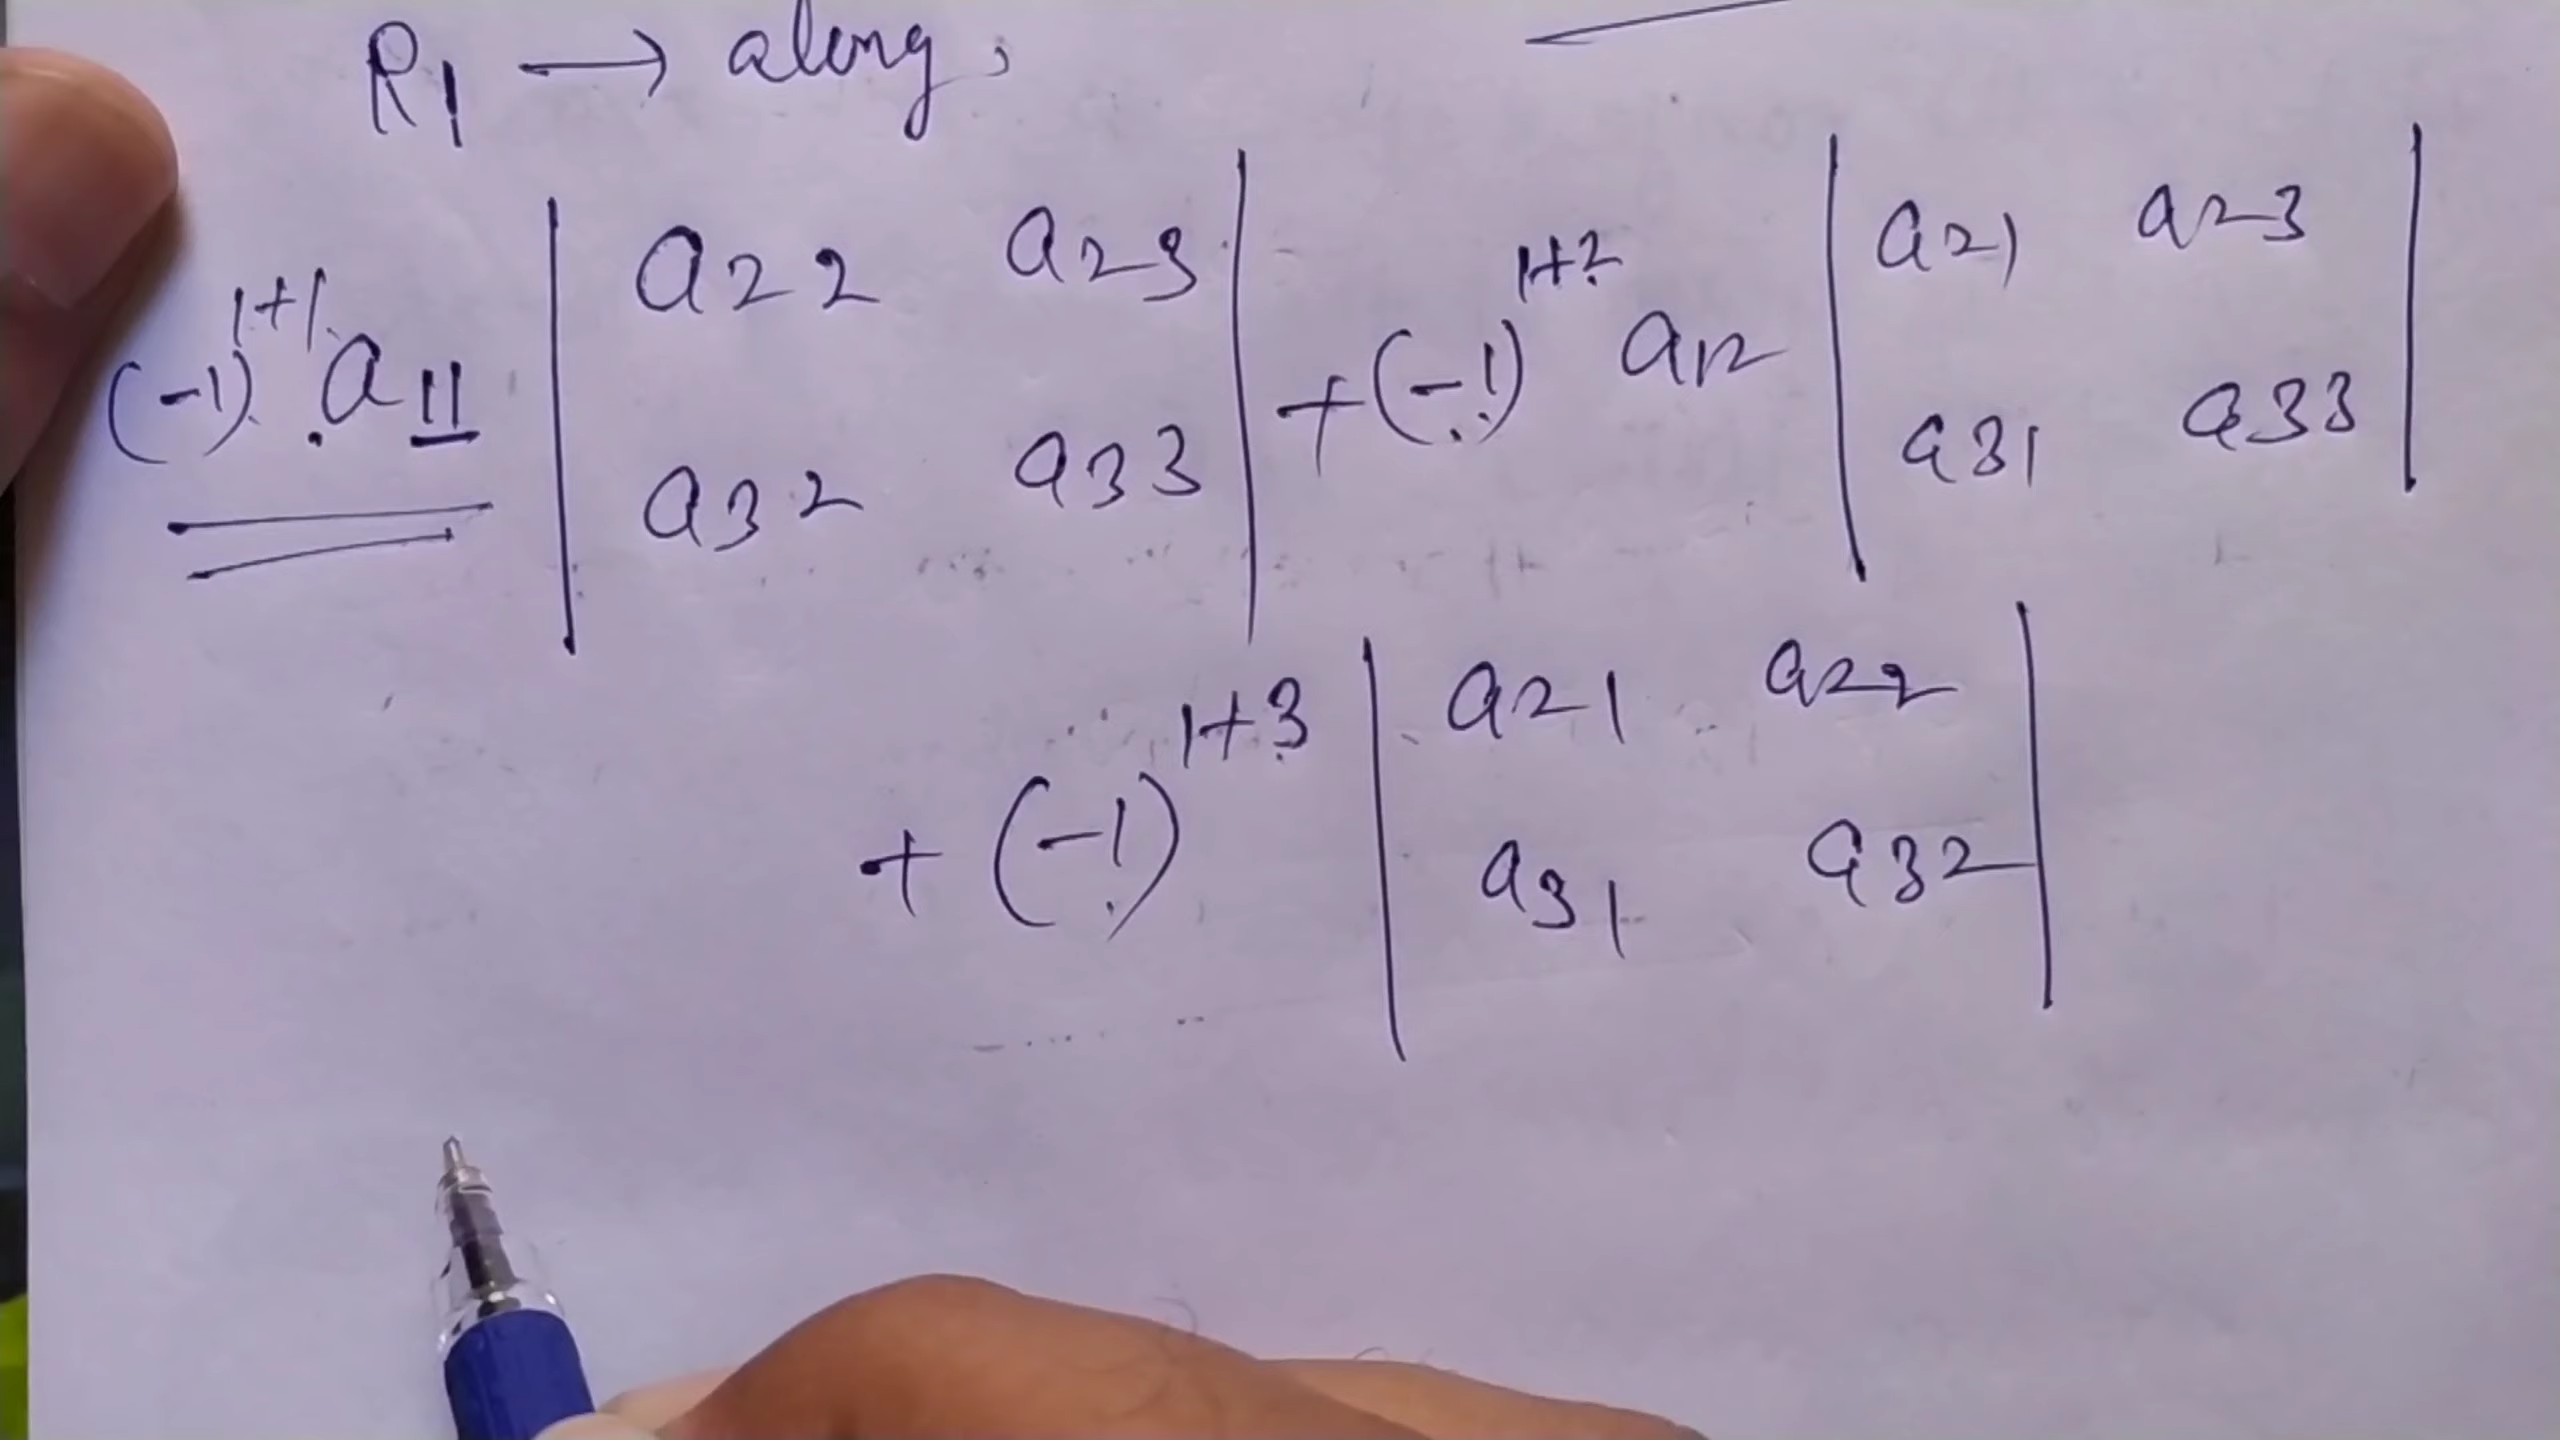 R1 → along,
(-1)^1+1 . a11 | a22 a23 | + (-1)^1+2 a12 | a21 a23 |
| a32 a33 | | a31 a33 |
+ (-1)^1+3 | a21 a22 |
| a31 a32 |